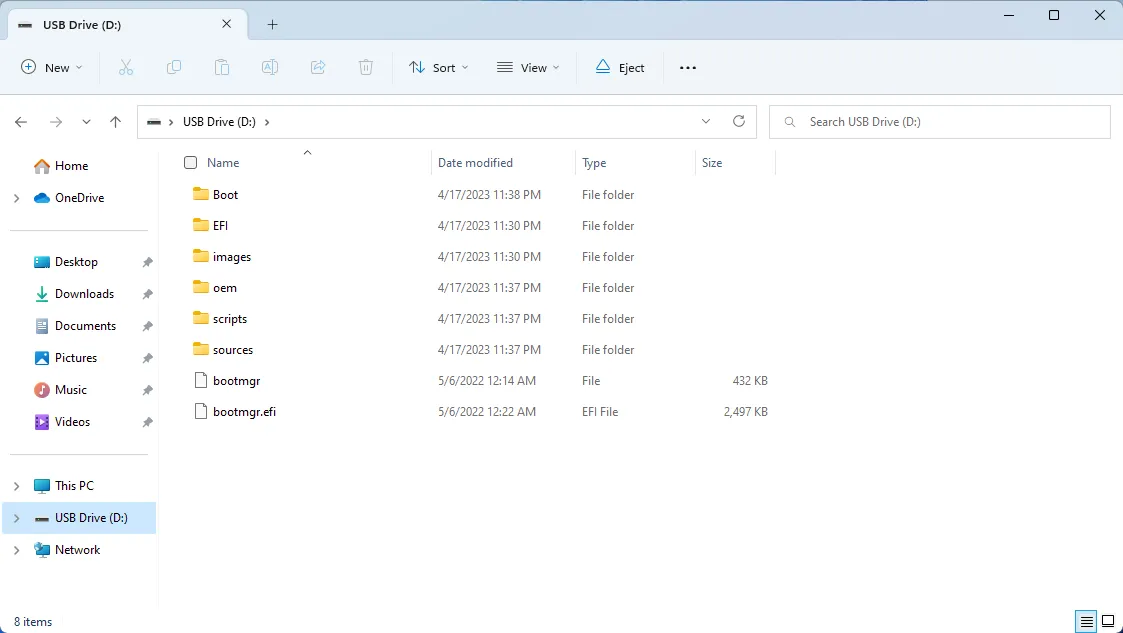 USB Drive (D:)
New Sort View Eject
USB Drive (D:) Search USB Drive (D:)
Home
OneDrive
Desktop
Downloads
Documents
Pictures
Music
Videos
This PC
USB Drive (D:)
Network
Name Date modified Type Size
Boot 4/17/2023 11:38 PM File folder
EFI 4/17/2023 11:30 PM File folder
images 4/17/2023 11:30 PM File folder
oem 4/17/2023 11:37 PM File folder
scripts 4/17/2023 11:37 PM File folder
sources 4/17/2023 11:37 PM File folder
bootmgr 5/6/2022 12:14 AM File 432 KB
bootmgr.efi 5/6/2022 12:22 AM EFI File 2,497 KB
8 items